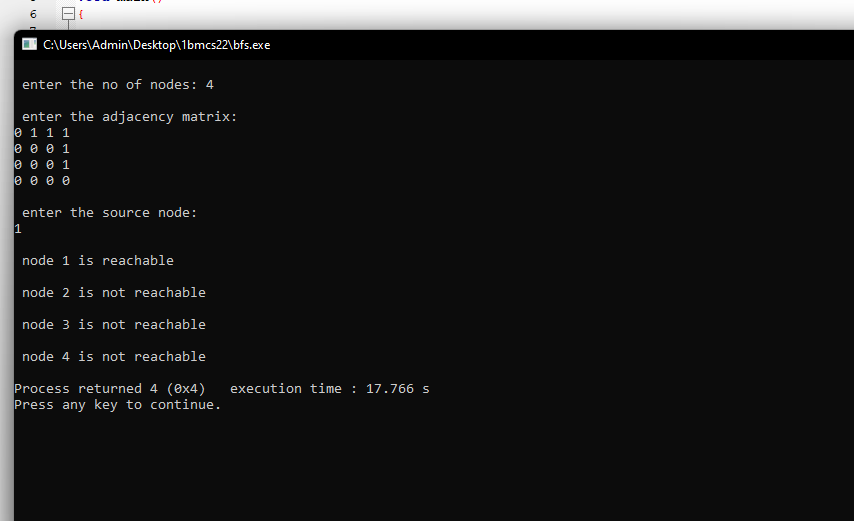 6
C:\Users\Admin\Desktop\1bmcs22\bfs.exe
enter the no of nodes: 4
enter the adjacency matrix:
0 1 1 1
0 0 0 1
0 0 0 1
0 0 0 0
enter the source node:
1
node 1 is reachable
node 2 is not reachable
node 3 is not reachable
node 4 is not reachable
Process returned 4 (0x4)   execution time : 17.766 s
Press any key to continue.